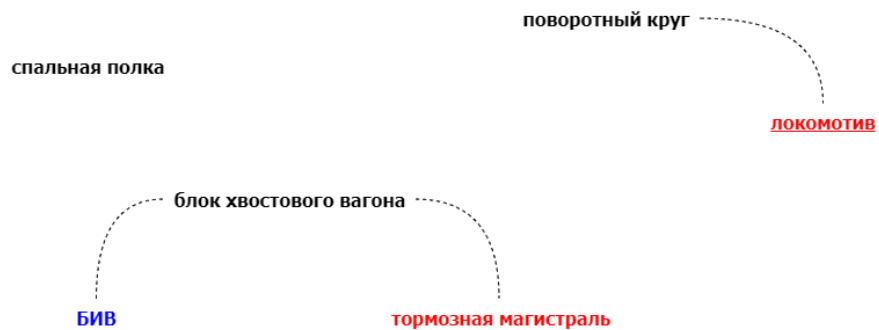 поворотный круг
спальная полка
локомотив
блок хвостового вагона
БИВ
тормозная магистраль